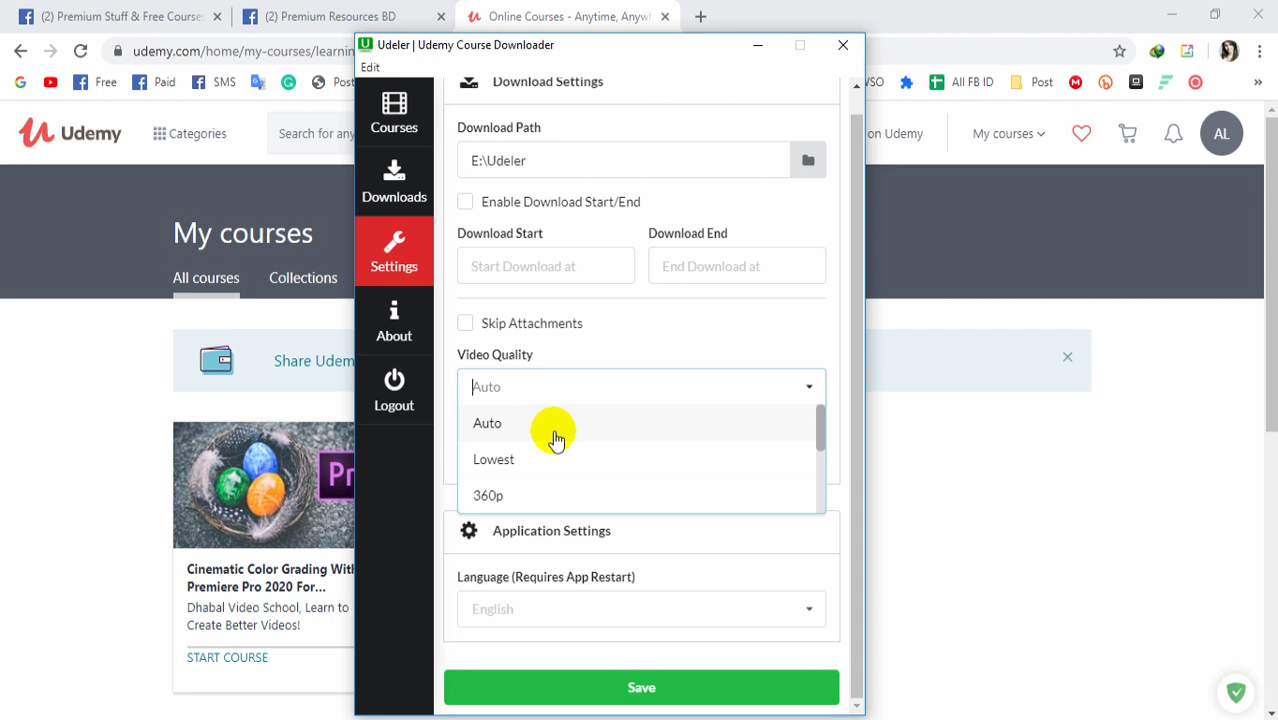 (2) Premium Stuff & Free Courses
(2) Premium Resources BD
Online Courses - Anytime, Anyw
udemy.com/home/my-courses/learnin
Free
Paid
SMS
Post
WSO
All FB ID
Post
»
Udemy
Categories
Search for any
on Udemy
My courses
AL
My courses
All courses
Collections
Share Udem
Cinematic Color Grading With
Premiere Pro 2020 For...
Dhabal Video School, Learn to
Create Better Videos!
START COURSE
Udeler | Udemy Course Downloader
Edit
Courses
Downloads
Settings
About
Logout
Download Settings
Download Path
E:\Udeler
Enable Download Start/End
Download Start
Download End
Start Download at
End Download at
Skip Attachments
Video Quality
Auto
Auto
Lowest
360p
Application Settings
Language (Requires App Restart)
English
Save